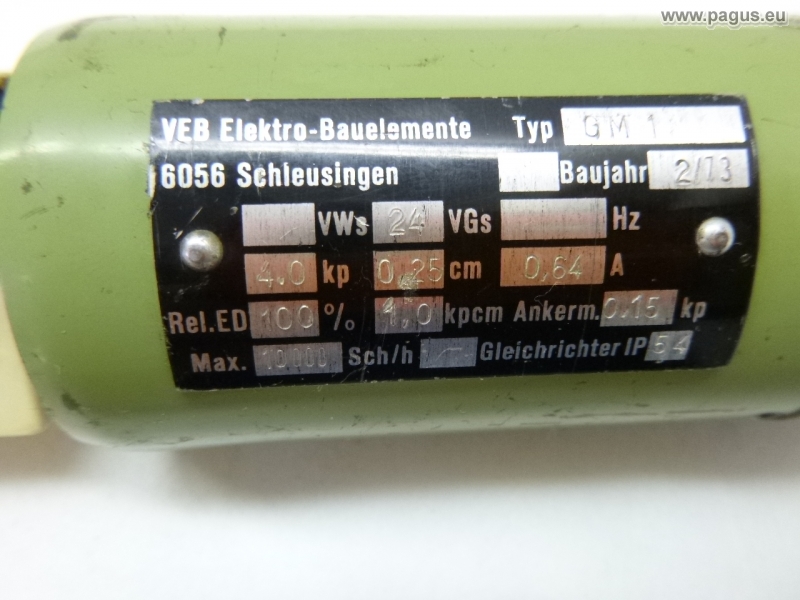 www.pagus.eu
VEB Elektro-Bauelemente Typ GM 1
6056 Schleusingen Baujahr 2/73
VWs 24 VGs Hz
4,0 kp 0,25 cm 0,64 A
Rel.ED 100 % 1,0 kpcm Ankerm. 0,15 kp
Max. 10000 Sch/h — Gleichrichter IP 54